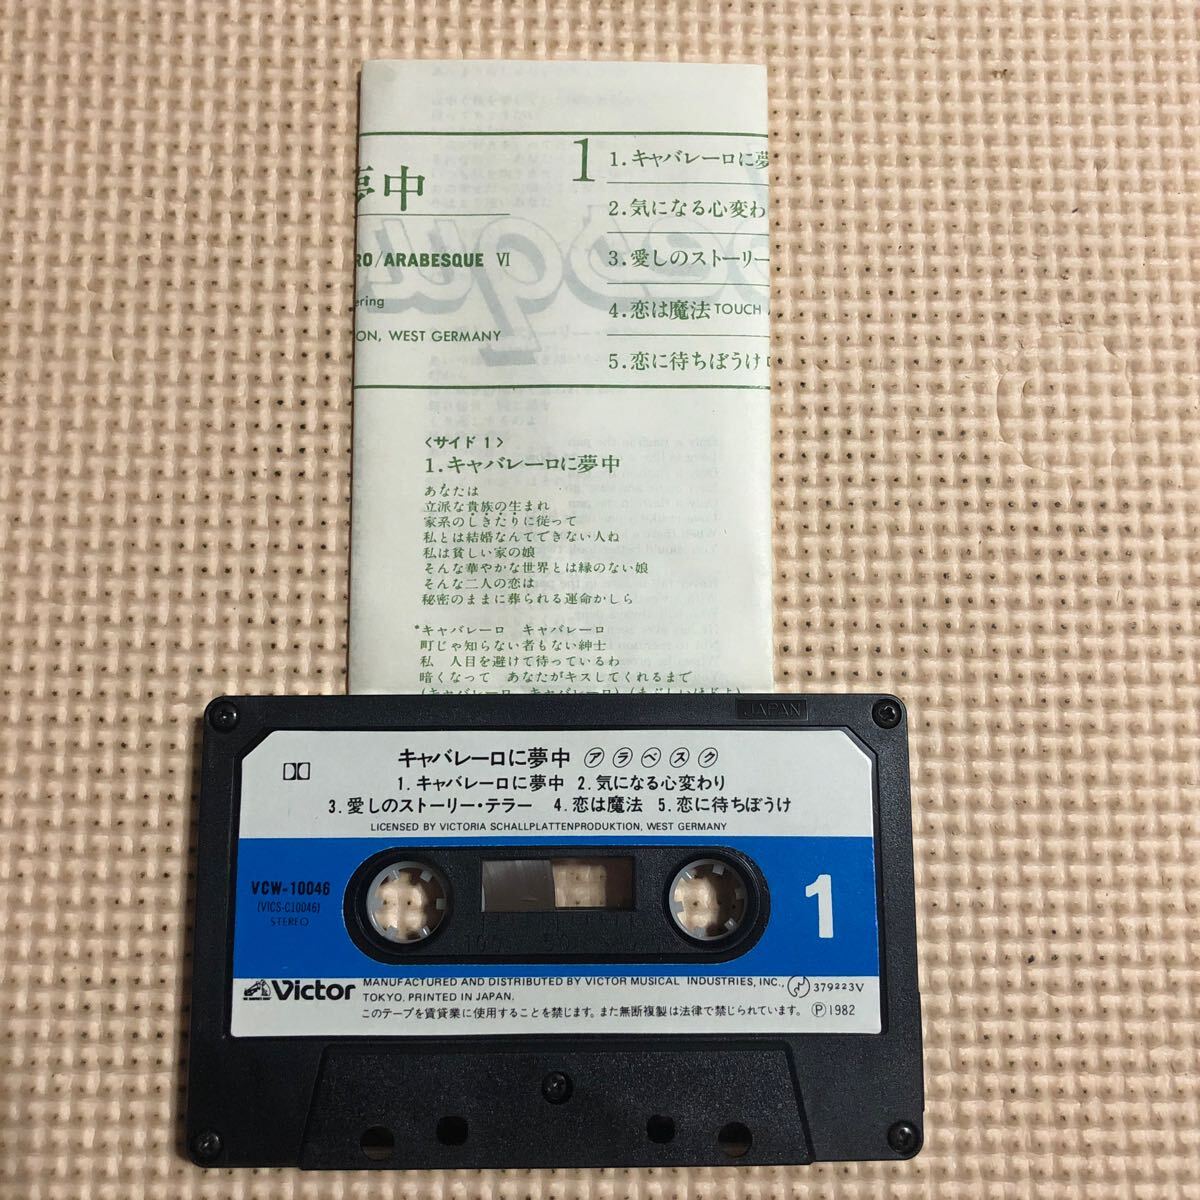 夢中
RO/ARABESQUE VI
ering
ON, WEST GERMANY
1
1.キャバレーロに夢
2.気になる心変わ
3.愛しのストーリー
4.恋は魔法 TOUCH
5.恋に待ちぼうけ
<サイド 1>
1.キャバレーロに夢中
あなたは
立派な貴族の生まれ
家系のしきたりに従って
私とは結婚なんてできない人ね
私は貧しい家の娘
そんな華やかな世界とは縁のない娘
そんな二人の恋は
秘密のままに葬られる運命かしら
*キャバレーロ キャバレーロ
町じゃ知らない者もない紳士
私 人目を避けて待っているわ
暗くなって あなたがキスしてくれるまで
(キャバレーロ キャバレーロ)
JAPAN
キャバレーロに夢中 アラベスク
1.キャバレーロに夢中 2.気になる心変わり
3.愛しのストーリー・テラー 4.恋は魔法 5.恋に待ちぼうけ
LICENSED BY VICTORIA SCHALLPLATTENPRODUKTION, WEST GERMANY
VCW-10046
(VICS-C10046)
STEREO
1
100 50
Victor
MANUFACTURED AND DISTRIBUTED BY VICTOR MUSICAL INDUSTRIES, INC.,
TOKYO. PRINTED IN JAPAN.
379223V
このテープを賃貸業に使用することを禁じます。また無断複製は法律で禁じられています。 Ⓟ1982